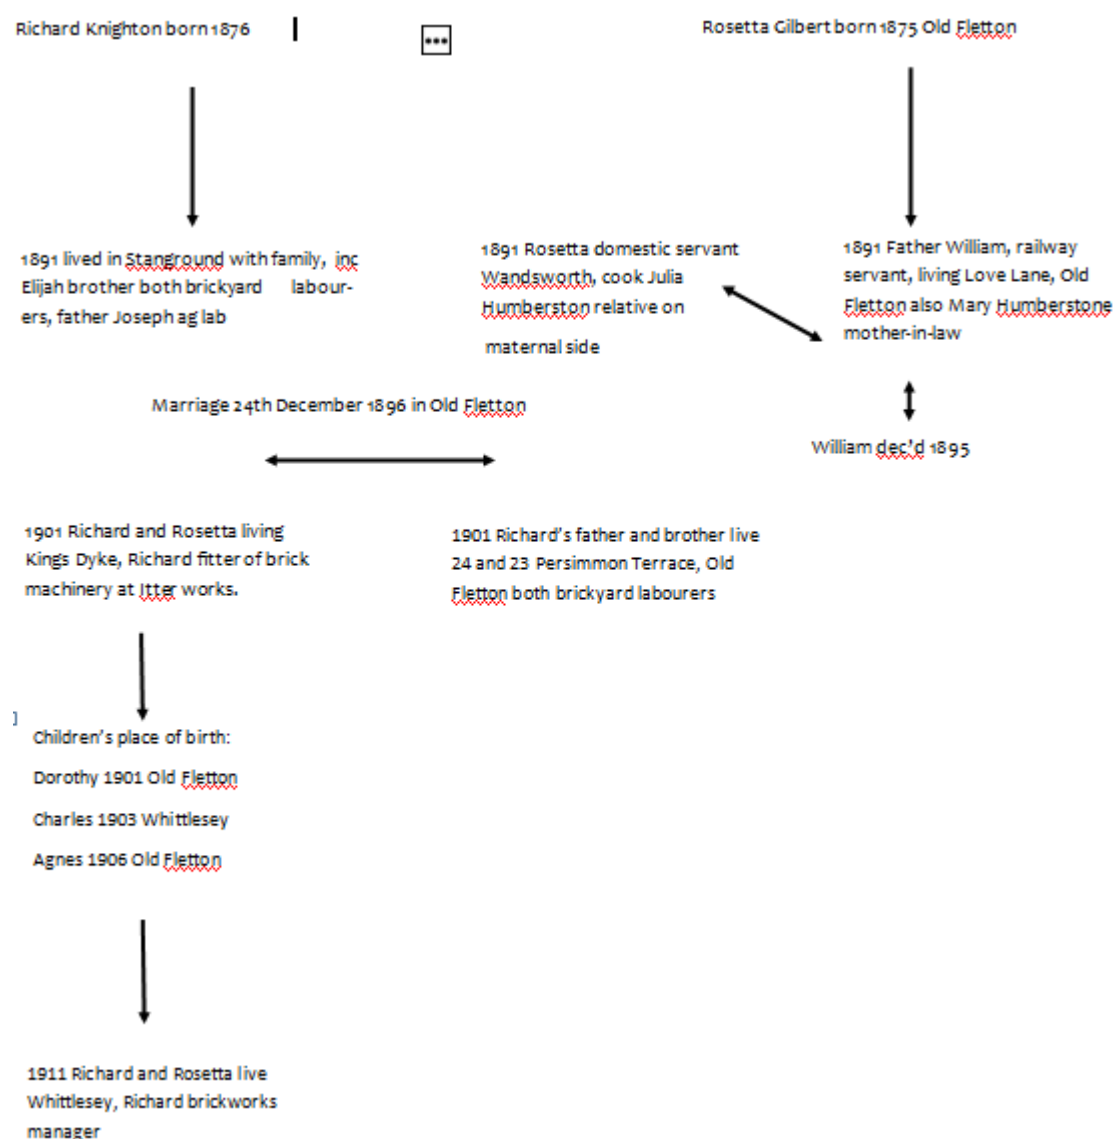 Richard Knighton born 1876
Rosetta Gilbert born 1875 Old Fletton
1891 lived in Stanground with family, inc
Elijah brother both brickyard labour-
ers, father Joseph ag lab
1891 Rosetta domestic servant
Wandsworth, cook Julia
Humberston relative on
maternal side
1891 Father William, railway
servant, living Love Lane, Old
Fletton also Mary Humberstone
mother-in-law
Marriage 24th December 1896 in Old Fletton
William dec'd 1895
1901 Richard and Rosetta living
Kings Dyke, Richard fitter of brick
machinery at Itter works.
1901 Richard's father and brother live
24 and 23 Persimmon Terrace, Old
Fletton both brickyard labourers
Children's place of birth:
Dorothy 1901 Old Fletton
Charles 1903 Whittlesey
Agnes 1906 Old Fletton
1911 Richard and Rosetta live
Whittlesey, Richard brickworks
manager